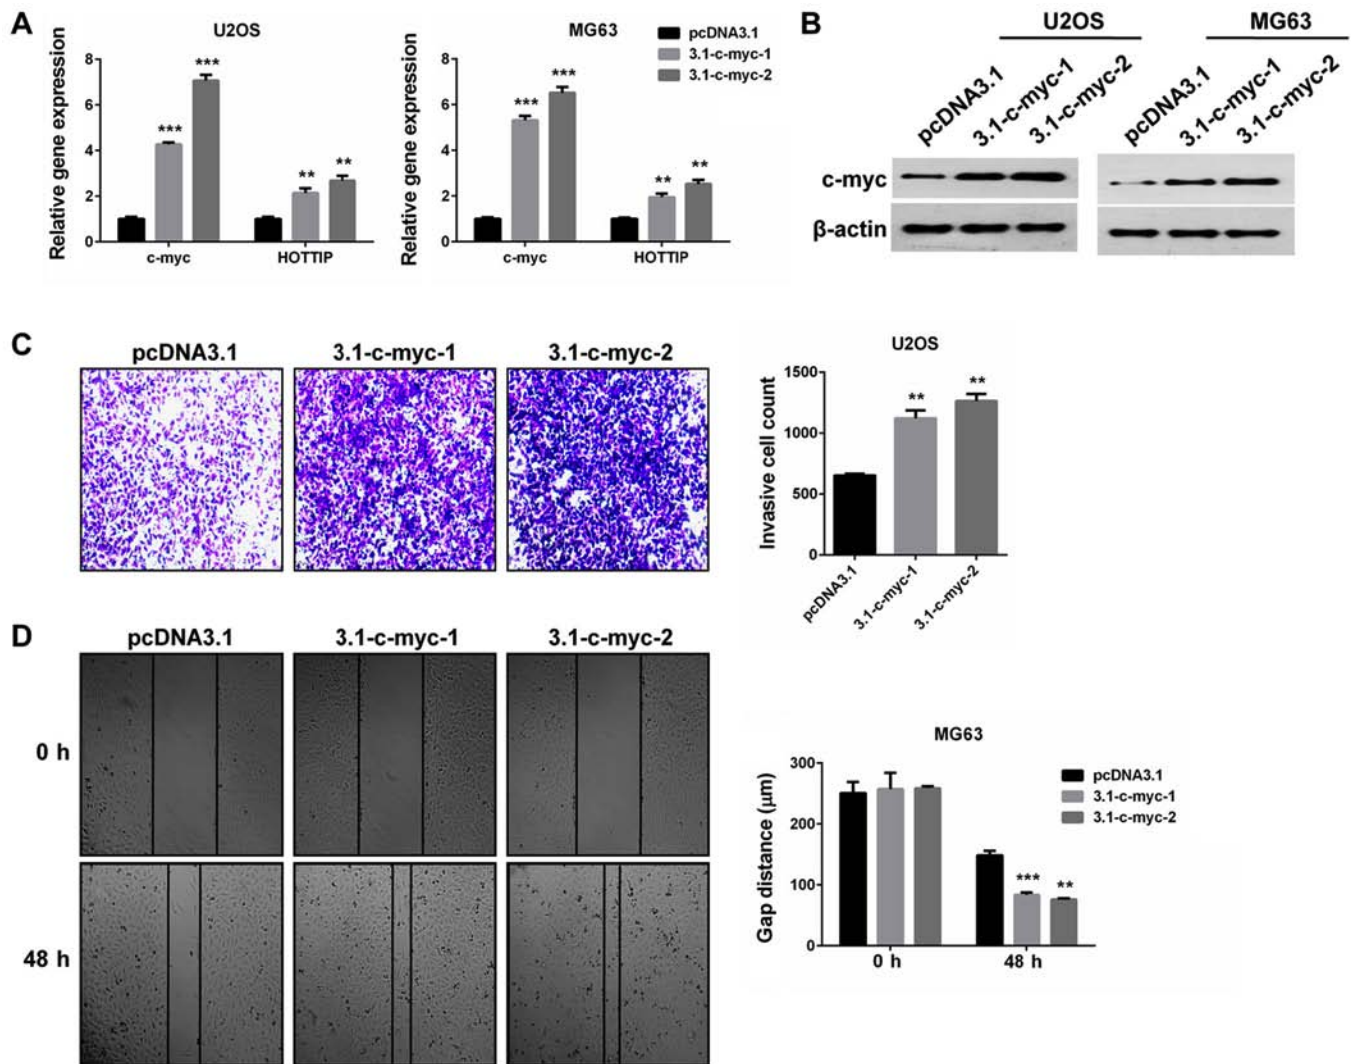 A
U2OS
Relative gene expression
8
6
4
2
0
***
***
**
**
c-myc
HOTTIP
MG63
Relative gene expression
8
6
4
2
0
***
***
**
**
c-myc
HOTTIP
pcDNA3.1
3.1-c-myc-1
3.1-c-myc-2
B
U2OS
MG63
pcDNA3.1
3.1-c-myc-1
3.1-c-myc-2
pcDNA3.1
3.1-c-myc-1
3.1-c-myc-2
c-myc
β-actin
C
pcDNA3.1
3.1-c-myc-1
3.1-c-myc-2
U2OS
Invasive cell count
1500
1000
500
0
**
**
pcDNA3.1
3.1-c-myc-1
3.1-c-myc-2
D
pcDNA3.1
3.1-c-myc-1
3.1-c-myc-2
0 h
48 h
MG63
Gap distance (μm)
300
200
100
0
***
**
0 h
48 h
pcDNA3.1
3.1-c-myc-1
3.1-c-myc-2